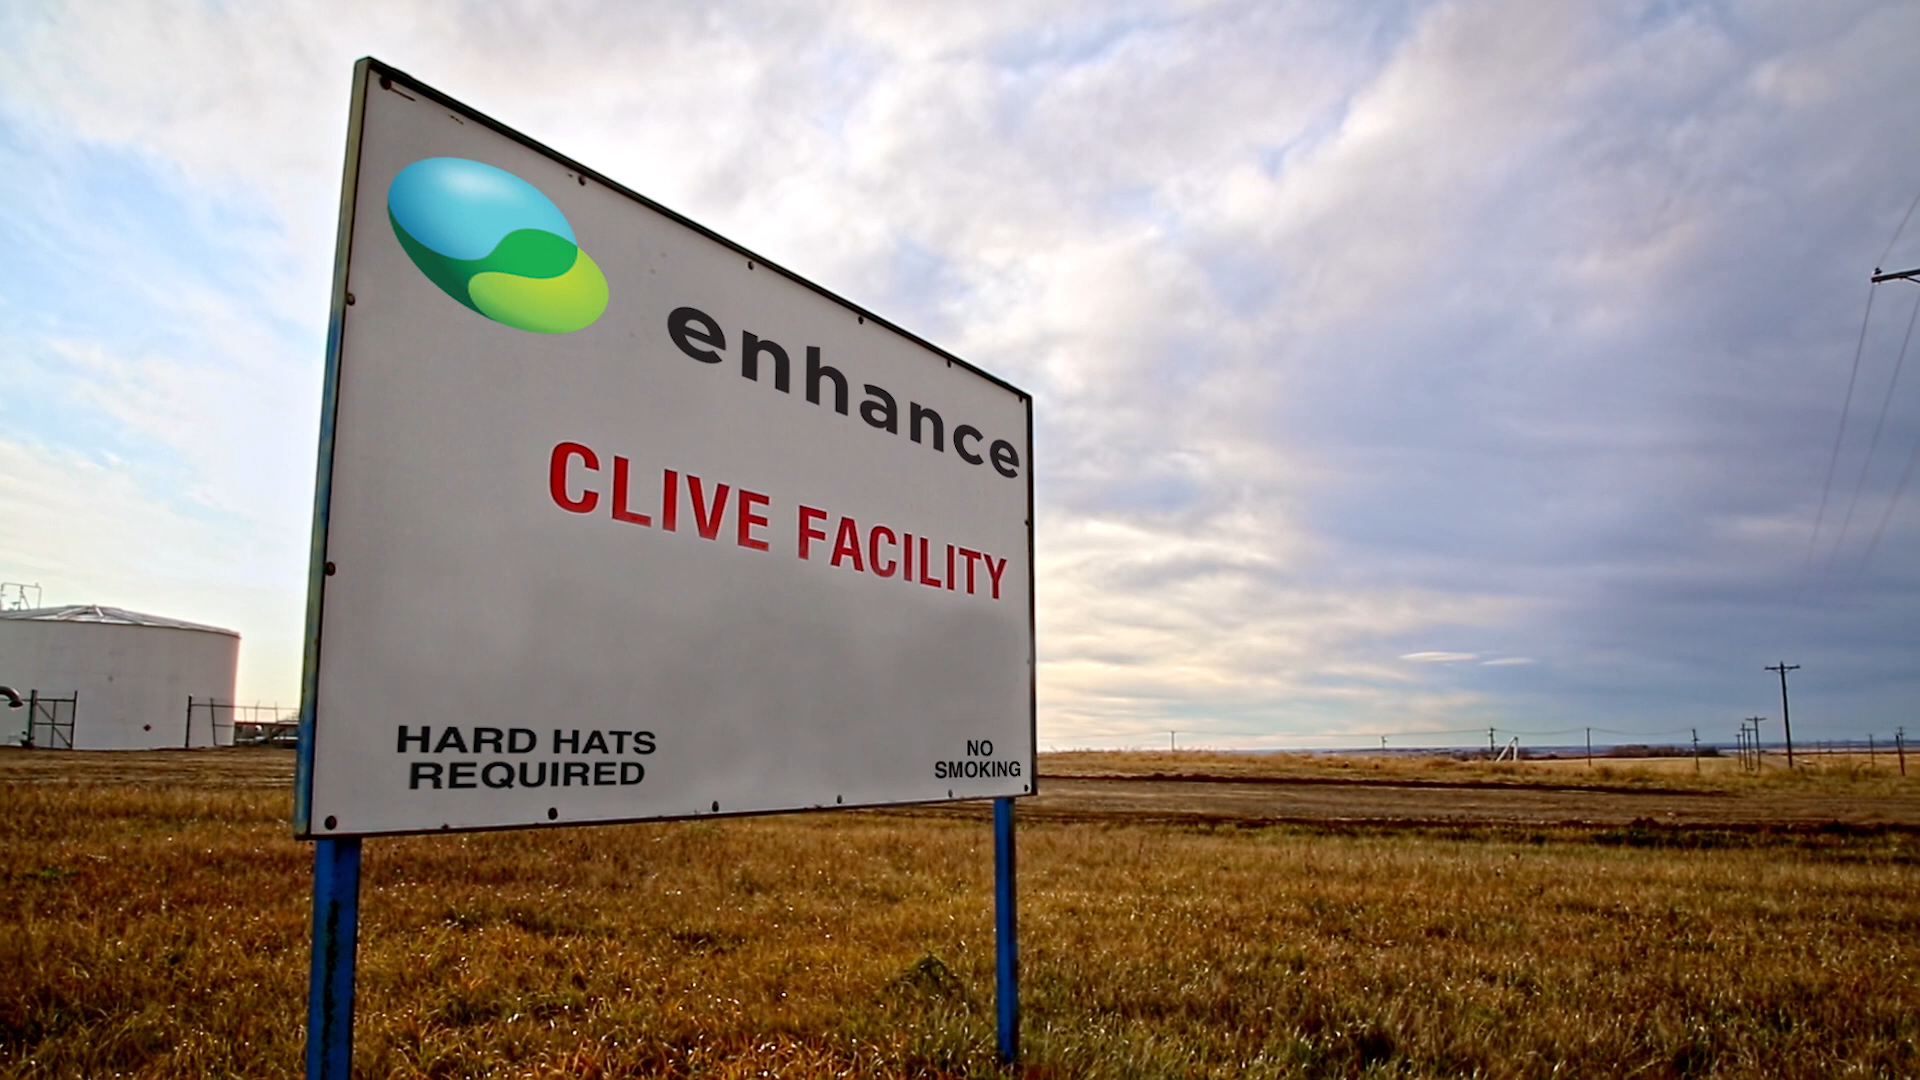 enhance
CLIVE FACILITY
HARD HATS
REQUIRED
NO
SMOKING